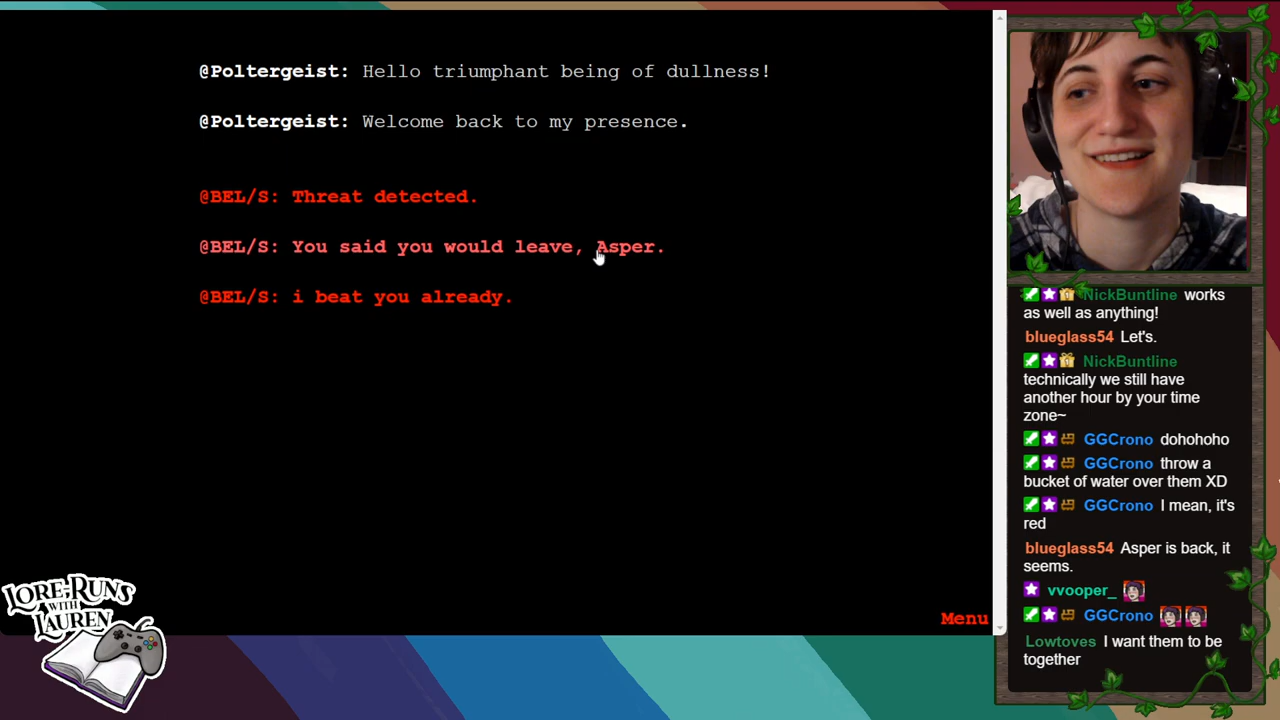 @Poltergeist: Hello triumphant being of dullness!
@Poltergeist: Welcome back to my presence.
@BEL/S: Threat detected.
@BEL/S: You said you would leave, Asper.
@BEL/S: i beat you already.
Menu
LORE-RUNS
WITH
LAUREN
NickBuntline works
as well as anything!
blueglass54 Let's.
NickBuntline
technically we still have
another hour by your time
zone~
GGCrono dohohoho
GGCrono throw a
bucket of water over them XD
GGCrono I mean, it's
red
blueglass54 Asper is back, it
seems.
vvooper_
GGCrono
Lowtoves I want them to be
together